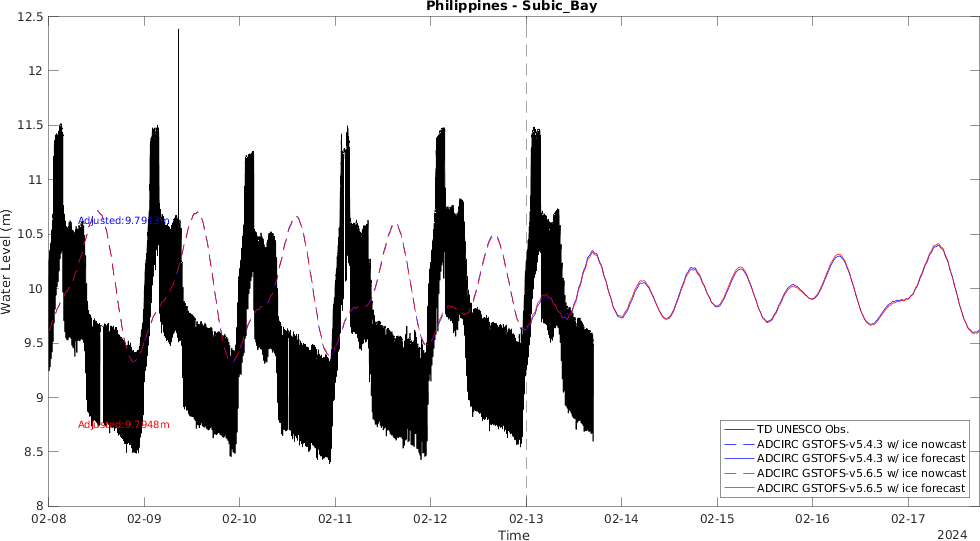 Philippines - Subic_Bay
12.5
12
11.5
11
10.5
10
9.5
9
8.5
8
Water Level (m)
Adjusted:
Adjusted:9.7948m
TD UNESCO Obs.
ADCIRC GSTOFS-v5.4.3 w/ ice nowcast
ADCIRC GSTOFS-v5.4.3 w/ ice forecast
ADCIRC GSTOFS-v5.6.5 w/ ice nowcast
ADCIRC GSTOFS-v5.6.5 w/ ice forecast
02-08 02-09 02-10 02-11 02-12 02-13 02-14 02-15 02-16 02-17
Time
2024